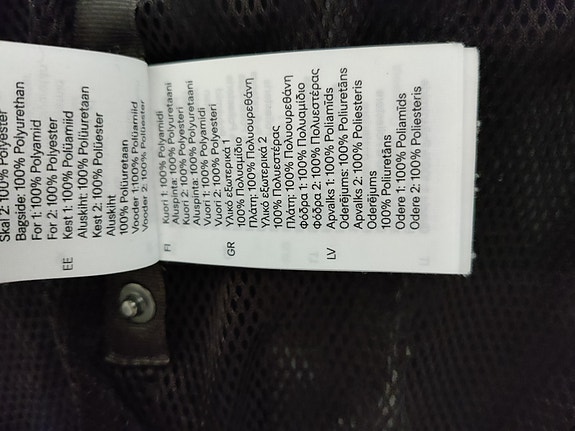 Skal 2: 100% Polyester
Bagside: 100% Polyurethan
For 1: 100% Polyamid
For 2: 100% Polyester
EE Kest 1: 100% Polüamiid
Aluskiht: 100% Polüuretaan
Kest 2: 100% Polüester
Aluskiht
100% Polüuretaan
Vooder 1:100% Polüamiid
Vooder 2: 100% Polüester
FI Kuori 1: 100% Polyamidi
Aluspinta: 100% Polyuretaani
Kuori 2: 100% Polyesteri
Aluspinta: 100% Polyuretaani
Vuori 1: 100% Polyamidi
Vuori 2: 100% Polyesteri
GR Υλικό εξωτερικά 1
100% Πολυαμίδιο
Πλάτη: 100% Πολυουρεθάνη
Υλικό εξωτερικά 2
100% Πολυεστέρας
Πλάτη: 100% Πολυουρεθάνη
Φόδρα 1: 100% Πολυαμίδιο
Φόδρα 2: 100% Πολυεστέρας
LV Apvalks 1: 100% Poliamīds
Oderējums: 100% Poliuretāns
Apvalks 2: 100% Poliesteris
Oderējums
100% Poliuretāns
Odere 1: 100% Poliamīds
Odere 2: 100% Poliesteris